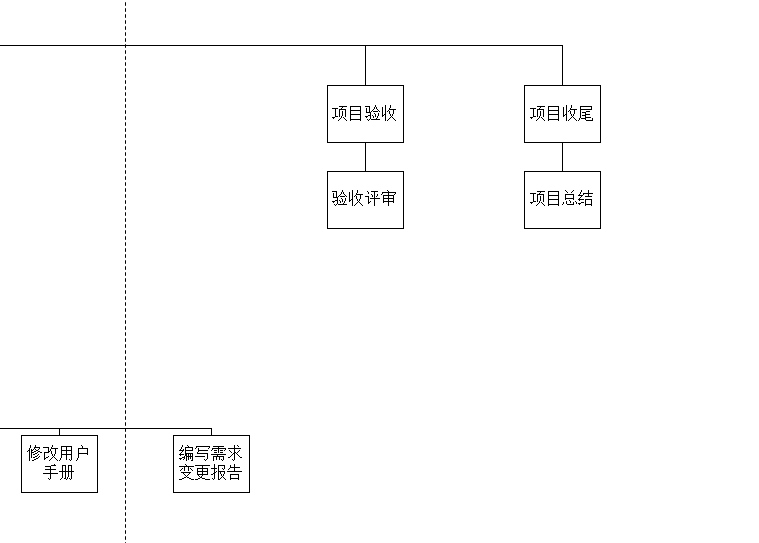 项目验收
项目收尾
验收评审
项目总结
修改用户
手册
编写需求
变更报告